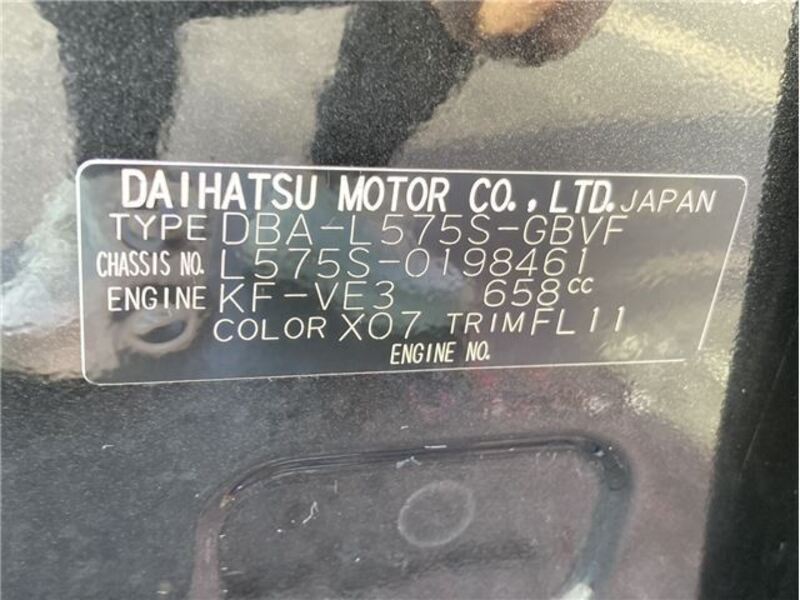 DAIHATSU MOTOR CO., LTD. JAPAN
TYPE DBA-L575S-GBVF
CHASSIS NO. L575S-0198461
ENGINE KF-VE3 658cc
COLOR X07 TRIM FL11
ENGINE NO.